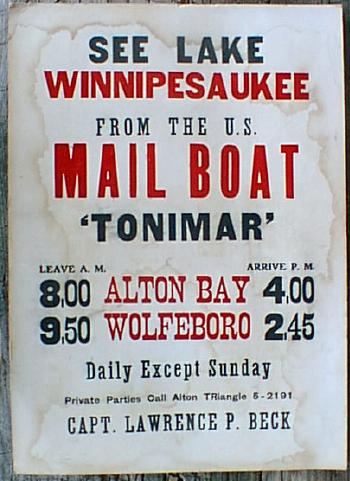 SEE LAKE
WINNIPESAUKEE
FROM THE U.S.
MAIL BOAT
'TONIMAR'
LEAVE A. M. ARRIVE P. M.
8,00 ALTON BAY 4,00
9,50 WOLFEBORO 2,45
Daily Except Sunday
Private Parties Call Alton TRiangle 5-2191
CAPT. LAWRENCE P. BECK